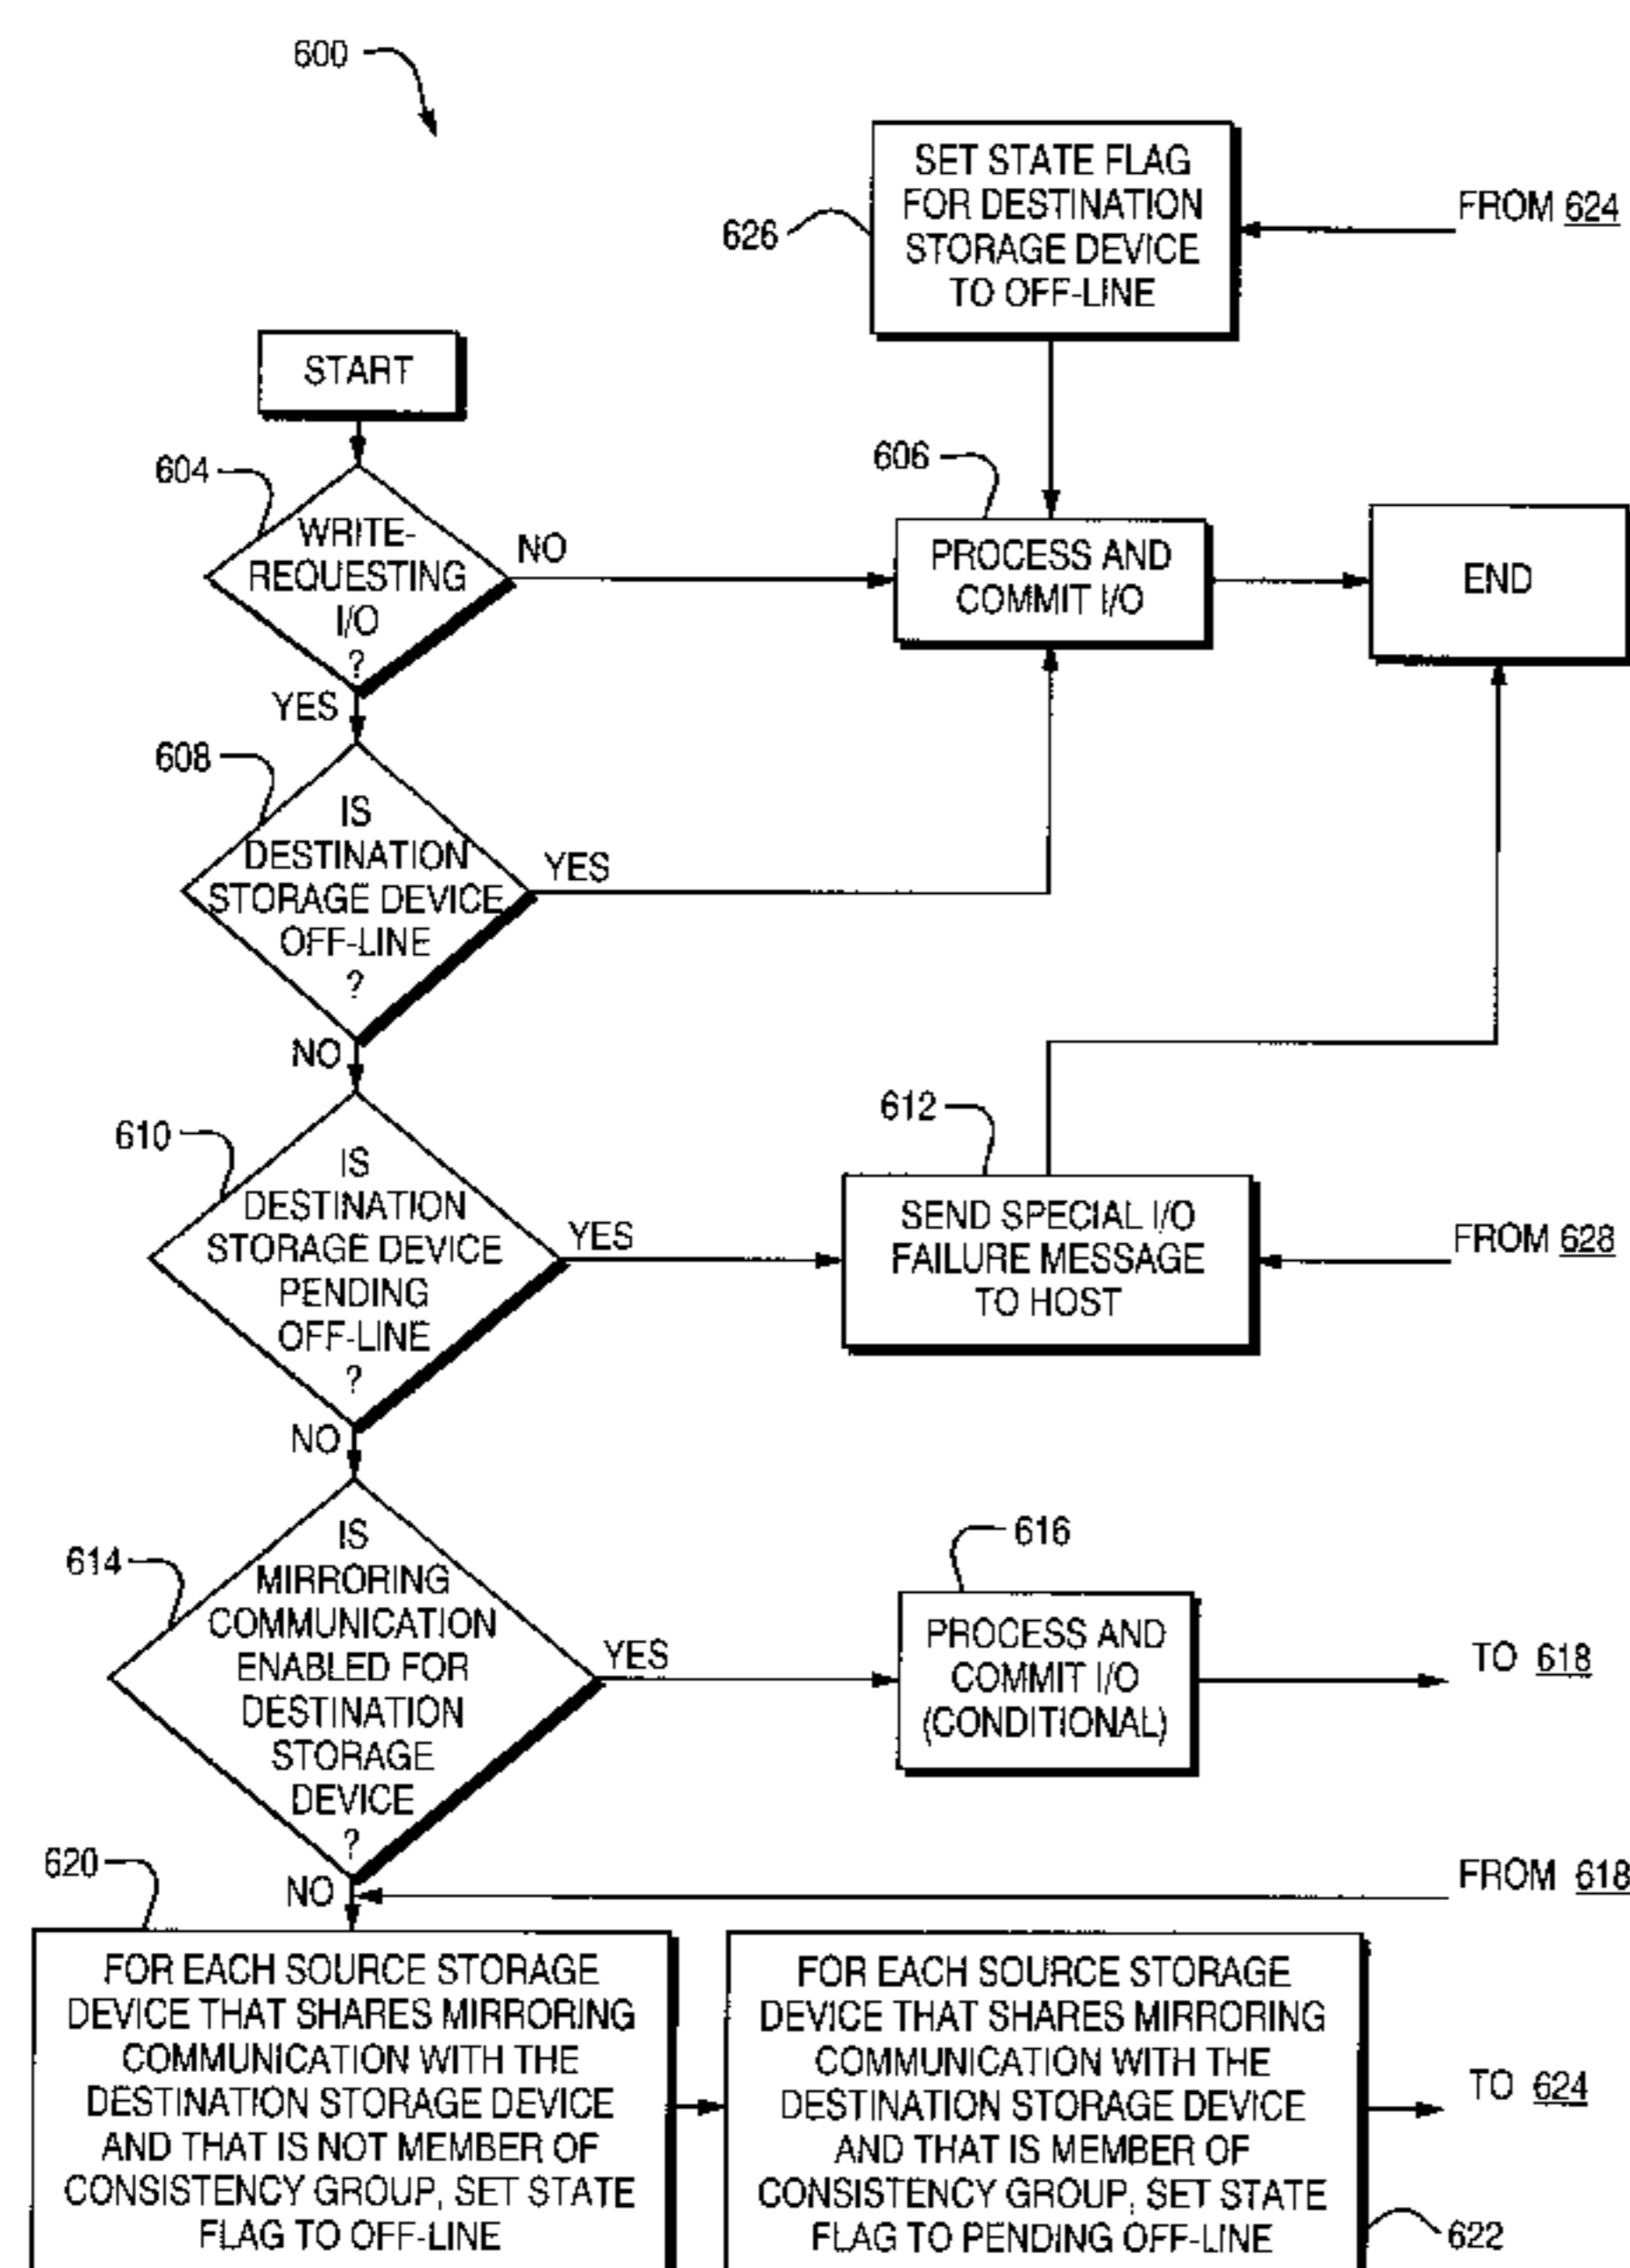 600
SET STATE FLAG
FOR DESTINATION
STORAGE DEVICE
TO OFF-LINE
626
FROM 624
START
604
WRITE-
REQUESTING
I/O
?
NO
YES
606
PROCESS AND
COMMIT I/O
END
608
IS
DESTINATION
STORAGE DEVICE
OFF-LINE
?
YES
NO
610
IS
DESTINATION
STORAGE DEVICE
PENDING
OFF-LINE
?
YES
NO
612
SEND SPECIAL I/O
FAILURE MESSAGE
TO HOST
FROM 628
614
IS
MIRRORING
COMMUNICATION
ENABLED FOR
DESTINATION
STORAGE
DEVICE
?
YES
NO
616
PROCESS AND
COMMIT I/O
(CONDITIONAL)
TO 618
FROM 618
620
FOR EACH SOURCE STORAGE
DEVICE THAT SHARES MIRRORING
COMMUNICATION WITH THE
DESTINATION STORAGE DEVICE
AND THAT IS NOT MEMBER OF
CONSISTENCY GROUP, SET STATE
FLAG TO OFF-LINE
FOR EACH SOURCE STORAGE
DEVICE THAT SHARES MIRRORING
COMMUNICATION WITH THE
DESTINATION STORAGE DEVICE
AND THAT IS MEMBER OF
CONSISTENCY GROUP, SET STATE
FLAG TO PENDING OFF-LINE
TO 624
622